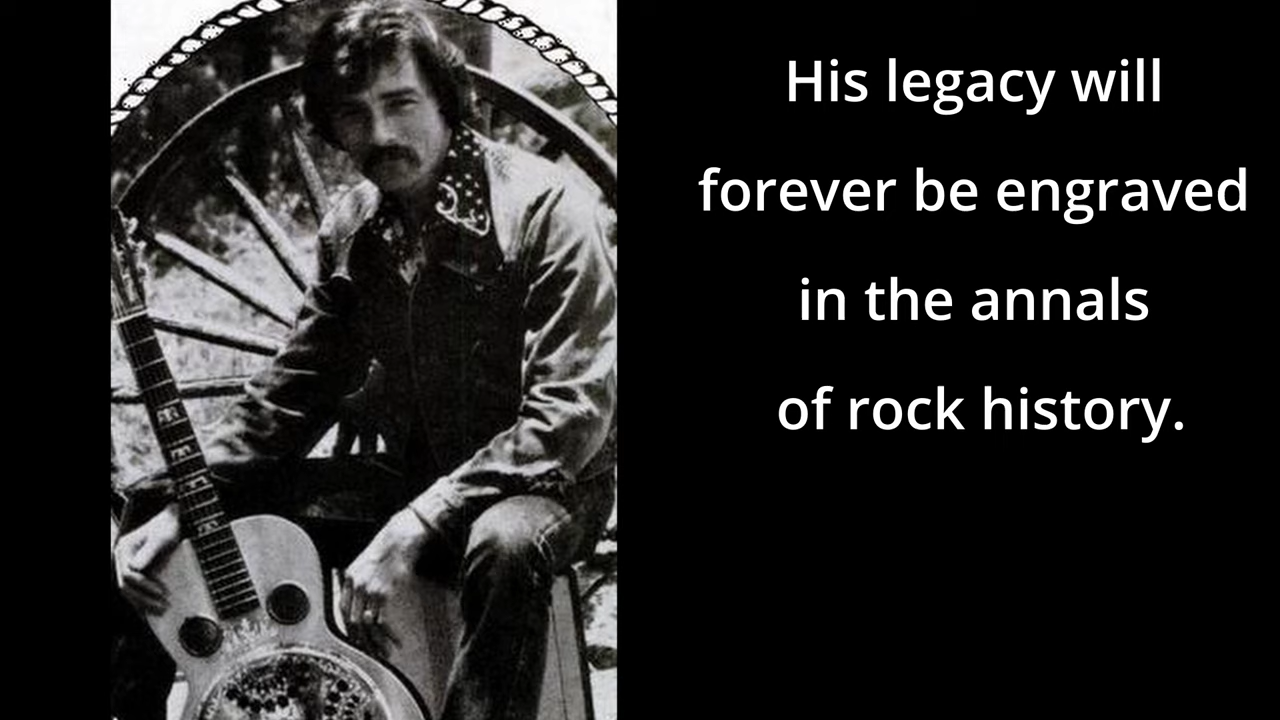 His legacy will
forever be engraved
in the annals
of rock history.